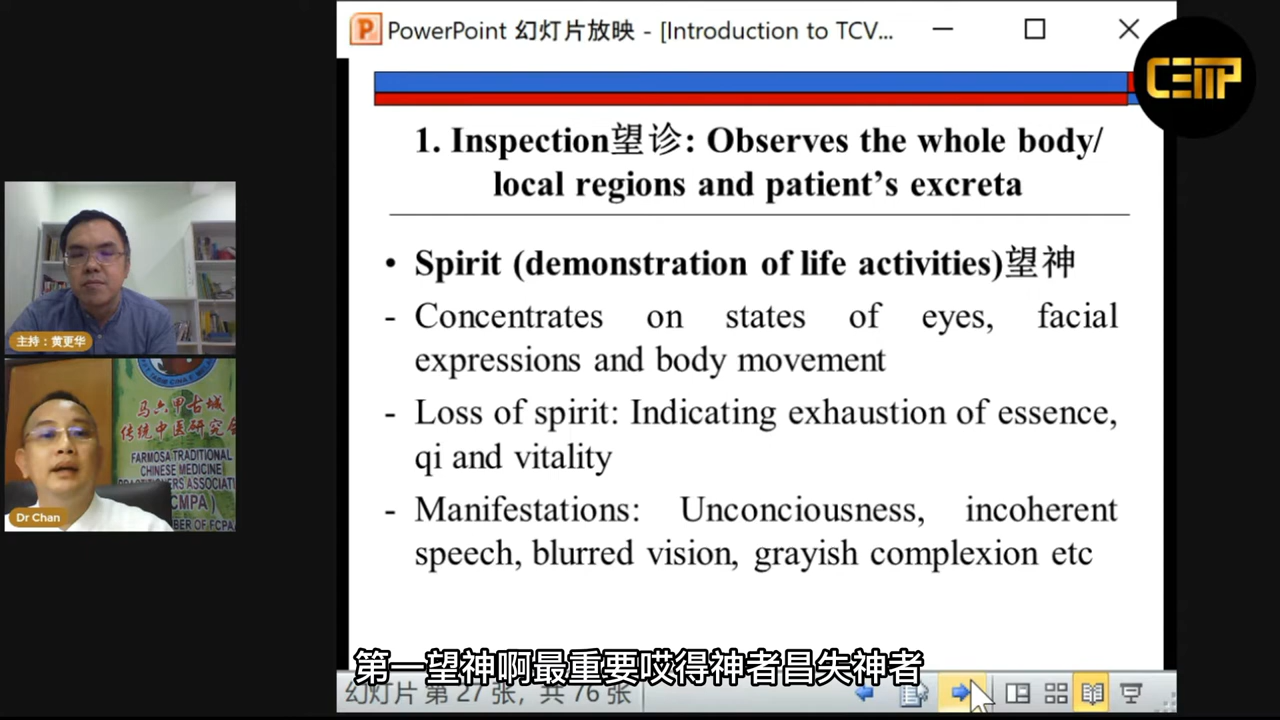 PowerPoint 幻灯片放映 - [Introduction to TCV...
CEMP
1. Inspection望诊: Observes the whole body/
local regions and patient's excreta
• Spirit (demonstration of life activities)望神
- Concentrates on states of eyes, facial
expressions and body movement
- Loss of spirit: Indicating exhaustion of essence,
qi and vitality
- Manifestations: Unconciousness, incoherent
speech, blurred vision, grayish complexion etc
主持：黄更华
马六甲古城
传统中医研究会
FARMOSA TRADITIONAL
CHINESE MEDICINE
ASSOCIAT
CMPA )
BER OF FCPA
Dr Chan
第一望神啊最重要哎得神者昌失神者
幻灯片 第 27 张，共 76 张